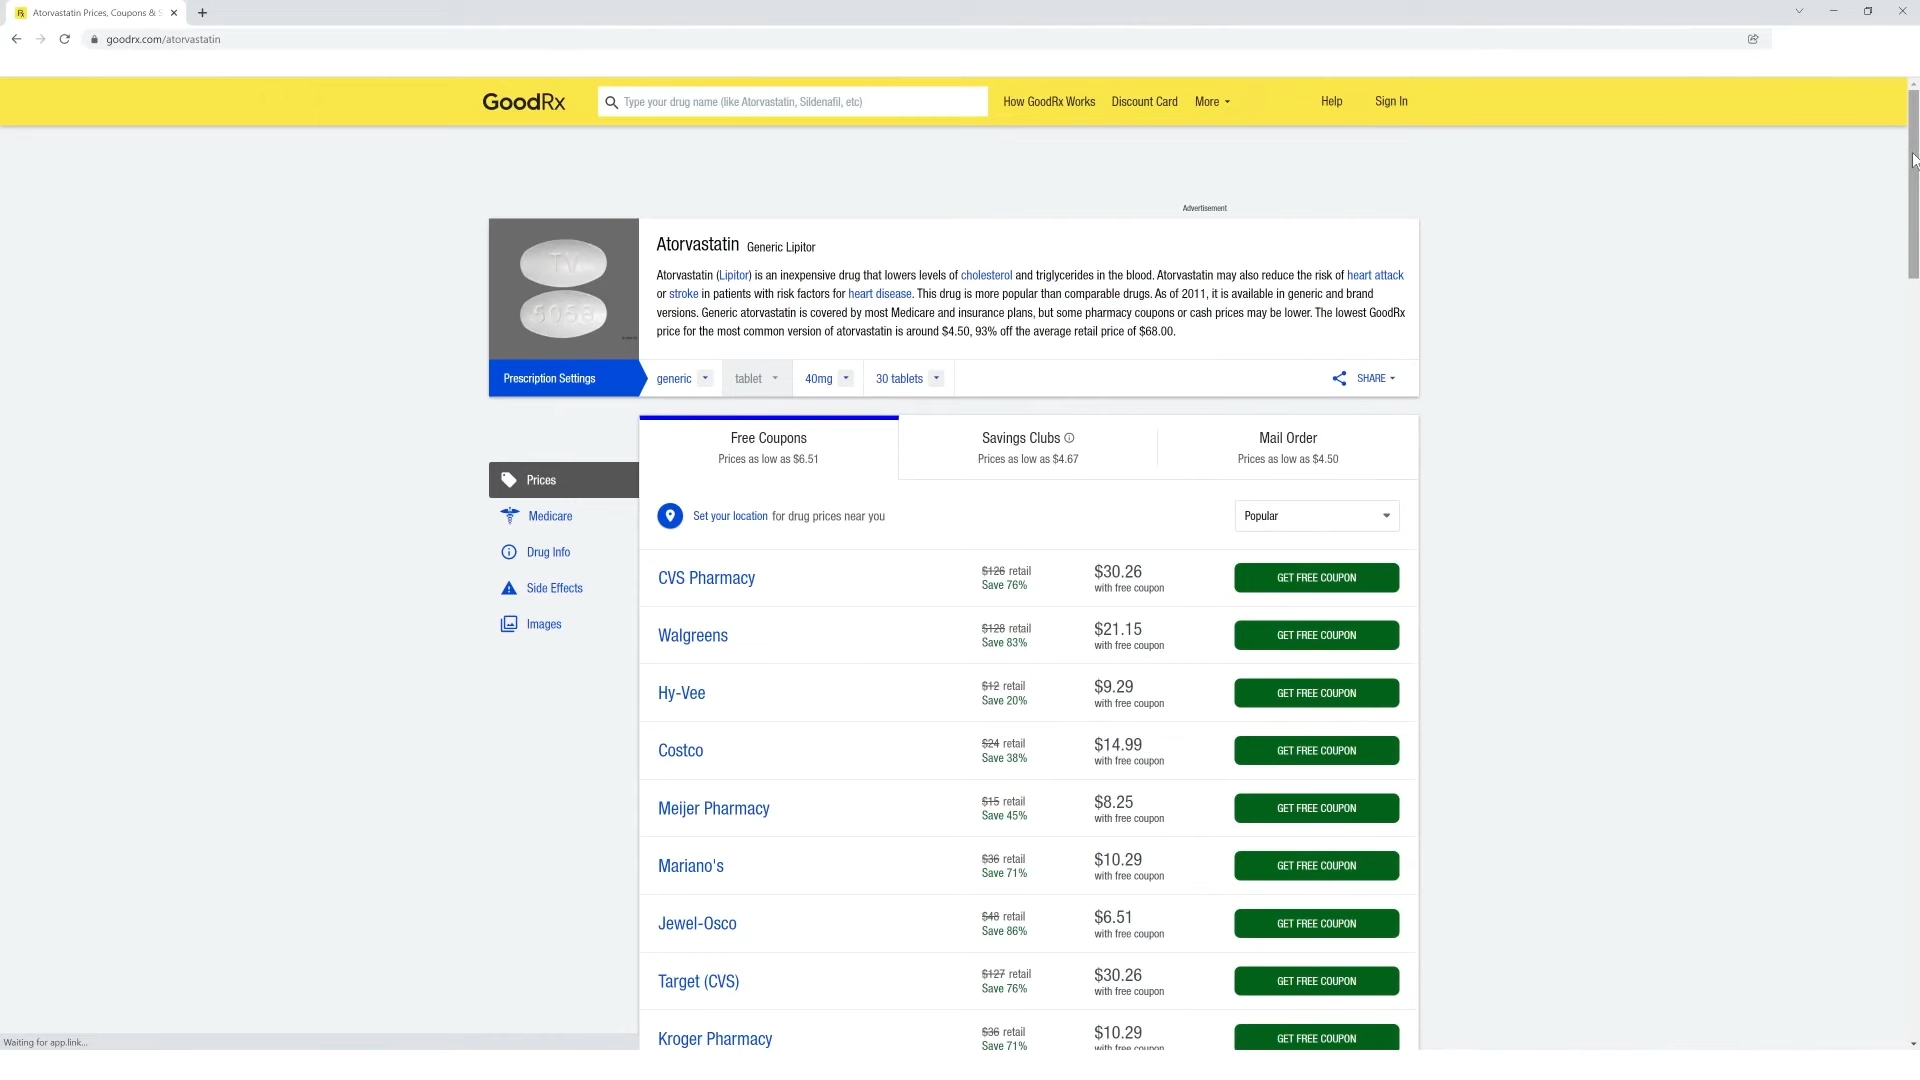 Atorvastatin Prices, Coupons & S
goodrx.com/atorvastatin
GoodRx
Type your drug name (like Atorvastatin, Sildenafil, etc)
How GoodRx Works
Discount Card
More
Help
Sign In
Advertisement
TV
5058
Atorvastatin Generic Lipitor
Atorvastatin (Lipitor) is an inexpensive drug that lowers levels of cholesterol and triglycerides in the blood. Atorvastatin may also reduce the risk of heart attack
or stroke in patients with risk factors for heart disease. This drug is more popular than comparable drugs. As of 2011, it is available in generic and brand
versions. Generic atorvastatin is covered by most Medicare and insurance plans, but some pharmacy coupons or cash prices may be lower. The lowest GoodRx
price for the most common version of atorvastatin is around $4.50, 93% off the average retail price of $68.00.
Prescription Settings
generic
tablet
40mg
30 tablets
SHARE
Free Coupons
Prices as low as $6.51
Savings Clubs
Prices as low as $4.67
Mail Order
Prices as low as $4.50
Prices
Medicare
Drug Info
Side Effects
Images
Set your location for drug prices near you
Popular
CVS Pharmacy
$126 retail
Save 76%
$30.26
with free coupon
GET FREE COUPON
Walgreens
$128 retail
Save 83%
$21.15
with free coupon
GET FREE COUPON
Hy-Vee
$12 retail
Save 20%
$9.29
with free coupon
GET FREE COUPON
Costco
$24 retail
Save 38%
$14.99
with free coupon
GET FREE COUPON
Meijer Pharmacy
$15 retail
Save 45%
$8.25
with free coupon
GET FREE COUPON
Mariano's
$36 retail
Save 71%
$10.29
with free coupon
GET FREE COUPON
Jewel-Osco
$48 retail
Save 86%
$6.51
with free coupon
GET FREE COUPON
Target (CVS)
$127 retail
Save 76%
$30.26
with free coupon
GET FREE COUPON
Kroger Pharmacy
$36 retail
Save 71%
$10.29
with free coupon
GET FREE COUPON
Waiting for app.link...